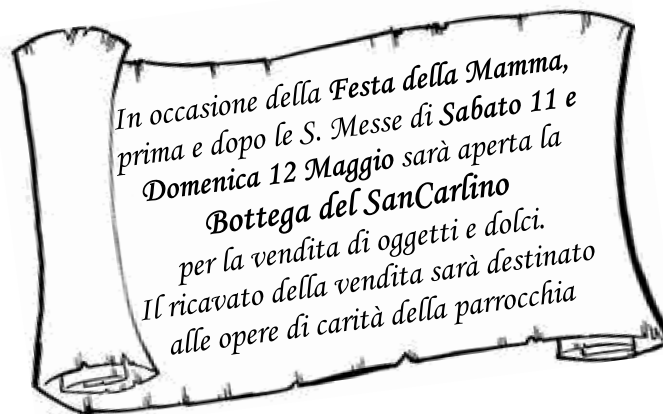 In occasione della Festa della Mamma,
prima e dopo le S. Messe di Sabato 11 e
Domenica 12 Maggio sarà aperta la
Bottega del SanCarlino
per la vendita di oggetti e dolci.
Il ricavato della vendita sarà destinato
alle opere di carità della parrocchia